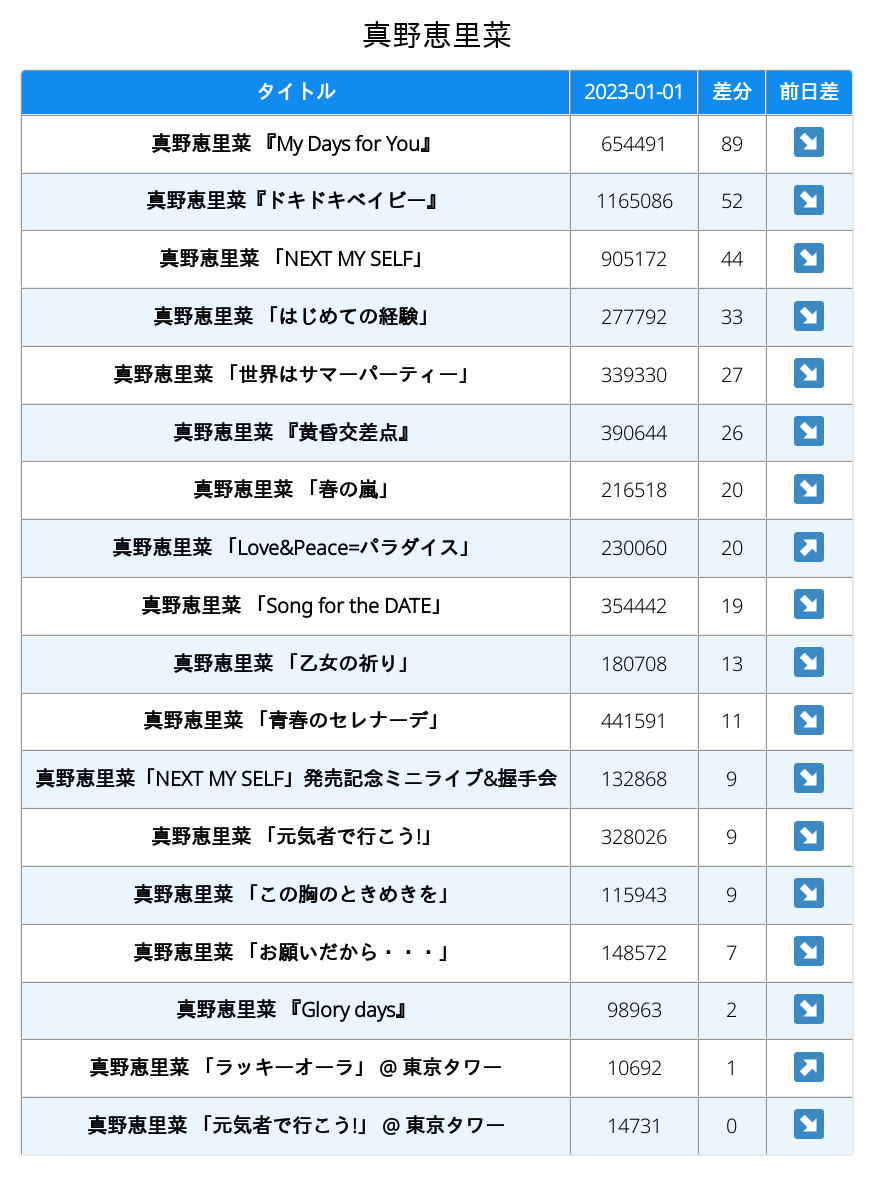 真野恵里菜
タイトル 2023-01-01 差分 前日差
真野恵里菜 『My Days for You』 654491 89 ↘
真野恵里菜『ドキドキベイビー』 1165086 52 ↘
真野恵里菜 「NEXT MY SELF」 905172 44 ↘
真野恵里菜 「はじめての経験」 277792 33 ↘
真野恵里菜 「世界はサマーパーティー」 339330 27 ↘
真野恵里菜 『黄昏交差点』 390644 26 ↘
真野恵里菜 「春の嵐」 216518 20 ↘
真野恵里菜 「Love&Peace=パラダイス」 230060 20 ↗
真野恵里菜 「Song for the DATE」 354442 19 ↘
真野恵里菜 「乙女の祈り」 180708 13 ↘
真野恵里菜 「青春のセレナーデ」 441591 11 ↘
真野恵里菜「NEXT MY SELF」発売記念ミニライブ&握手会 132868 9 ↘
真野恵里菜 「元気者で行こう!」 328026 9 ↘
真野恵里菜 「この胸のときめきを」 115943 9 ↘
真野恵里菜 「お願いだから・・・」 148572 7 ↘
真野恵里菜 『Glory days』 98963 2 ↘
真野恵里菜 「ラッキーオーラ」 @ 東京タワー 10692 1 ↗
真野恵里菜 「元気者で行こう!」 @ 東京タワー 14731 0 ↘